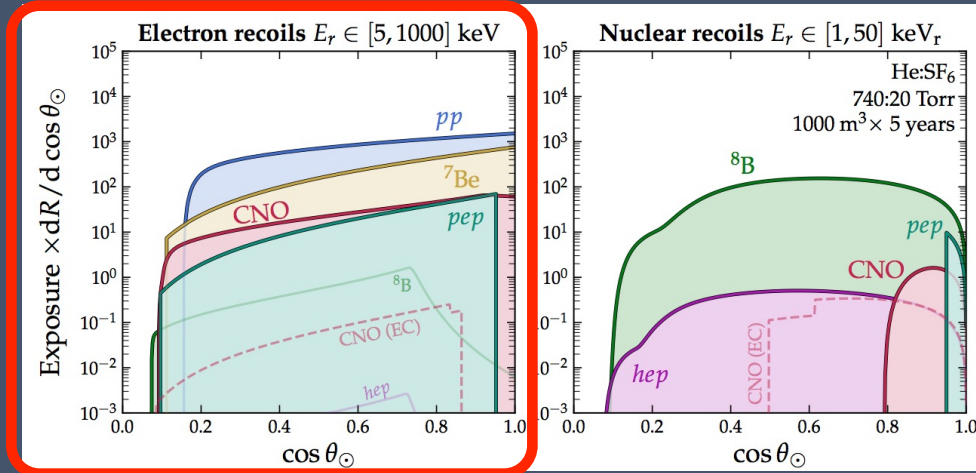 Electron recoils E_r ∈ [5, 1000] keV
Exposure ×dR/d cos θ_⊙
10^5
10^4
10^3
10^2
10^1
10^0
10^−1
10^−2
10^−3
pp
^7Be
CNO
pep
^8B
CNO (EC)
hep
0.0 0.2 0.4 0.6 0.8 1.0
cos θ_⊙
Nuclear recoils E_r ∈ [1, 50] keV_r
10^5
10^4
10^3
10^2
10^1
10^0
0^−1
0^−2
0^−3
He:SF_6
740:20 Torr
1000 m^3 × 5 years
^8B
pep
CNO
CNO (EC)
hep
0.0 0.2 0.4 0.6 0.8 1.0
cos θ_⊙